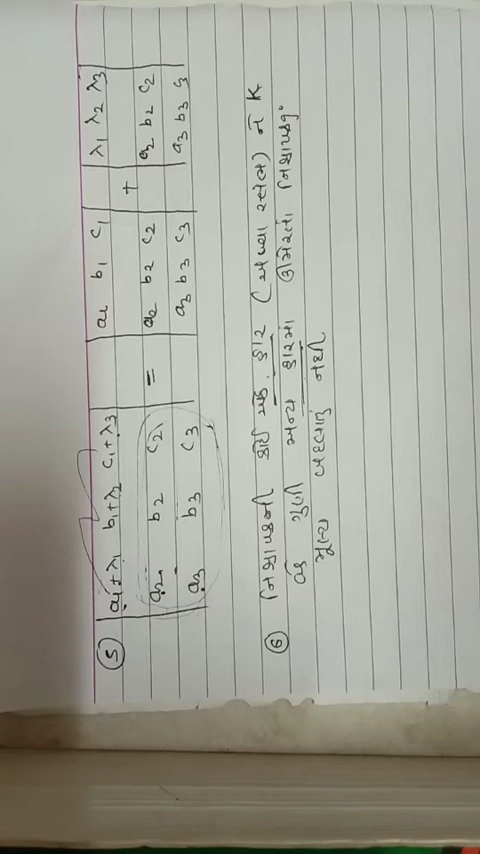 ⑤ | a1+λ1 b1+λ2 c1+λ3 | | a1 b1 c1 | | λ1 λ2 λ3 |
| a2 b2 c2 | = | a2 b2 c2 | + | a2 b2 c2 |
| a3 b3 c3 | | a3 b3 c3 | | a3 b3 c3 |
⑥ નિશ્ચાયકની કોઈ એક હાર (અથવા સ્તંભ) ને K
વડે ગુણી અન્ય હારમાં ઉમેરતાં નિશ્ચાયકનું
મૂલ્ય બદલાતું નથી